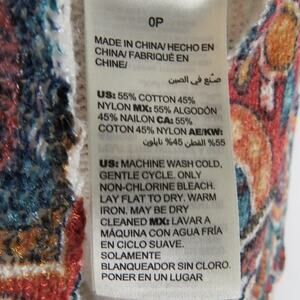 0P
MADE IN CHINA/ HECHO EN
CHINA/ FABRIQUÉ EN
CHINE/
صنع في الصين
US: 55% COTTON 45%
NYLON MX: 55% ALGODÓN
45% NAILON CA: 55%
COTON 45% NYLON AE/KW:
55% القطن 45% نايلون
US: MACHINE WASH COLD,
GENTLE CYCLE. ONLY
NON-CHLORINE BLEACH.
LAY FLAT TO DRY. WARM
IRON. MAY BE DRY
CLEANED MX: LAVAR A
MÁQUINA CON AGUA FRÍA
EN CICLO SUAVE.
SOLAMENTE
BLANQUEADOR SIN CLORO.
PONER EN UN LUGAR